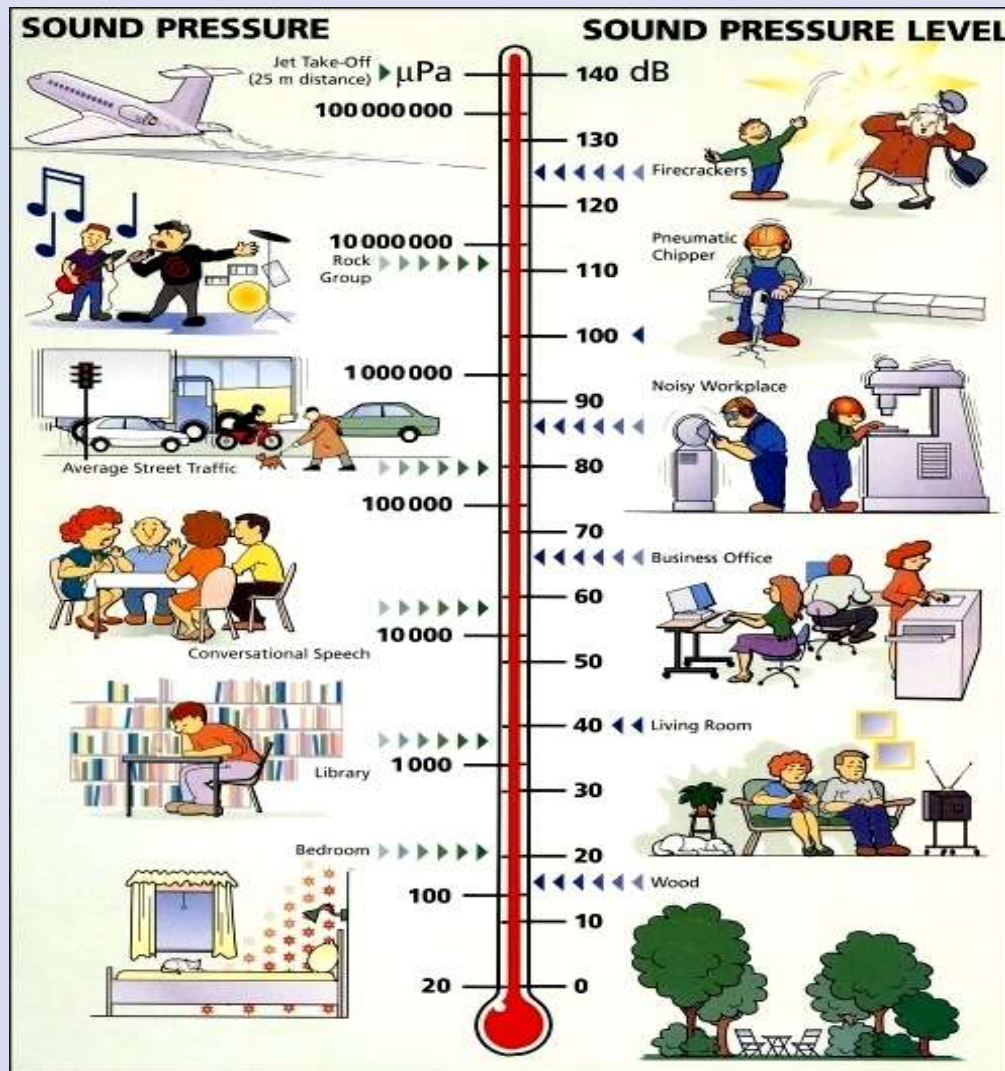 SOUND PRESSURE
SOUND PRESSURE LEVEL
Jet Take-Off
(25 m distance)
µPa
140 dB
100 000 000
130
Firecrackers
120
10 000 000
Rock
Group
Pneumatic
Chipper
110
100
1 000 000
Noisy Workplace
90
Average Street Traffic
80
100 000
70
Business Office
60
10 000
Conversational Speech
50
40
Living Room
1 000
Library
30
Bedroom
20
Wood
100
10
20
0